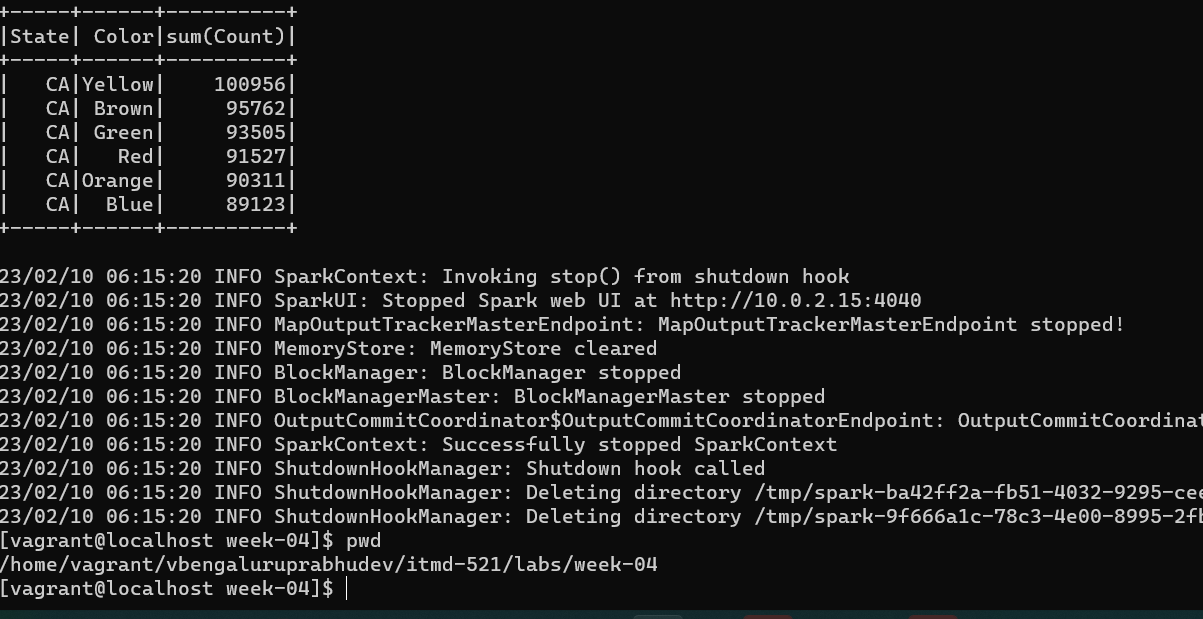 +-----+------+----------+
|State| Color|sum(Count)|
+-----+------+----------+
|   CA|Yellow|    100956|
|   CA| Brown|     95762|
|   CA| Green|     93505|
|   CA|   Red|     91527|
|   CA|Orange|     90311|
|   CA|  Blue|     89123|
+-----+------+----------+
23/02/10 06:15:20 INFO SparkContext: Invoking stop() from shutdown hook
23/02/10 06:15:20 INFO SparkUI: Stopped Spark web UI at http://10.0.2.15:4040
23/02/10 06:15:20 INFO MapOutputTrackerMasterEndpoint: MapOutputTrackerMasterEndpoint stopped!
23/02/10 06:15:20 INFO MemoryStore: MemoryStore cleared
23/02/10 06:15:20 INFO BlockManager: BlockManager stopped
23/02/10 06:15:20 INFO BlockManagerMaster: BlockManagerMaster stopped
23/02/10 06:15:20 INFO OutputCommitCoordinator$OutputCommitCoordinatorEndpoint: OutputCommitCoordinat
23/02/10 06:15:20 INFO SparkContext: Successfully stopped SparkContext
23/02/10 06:15:20 INFO ShutdownHookManager: Shutdown hook called
23/02/10 06:15:20 INFO ShutdownHookManager: Deleting directory /tmp/spark-ba42ff2a-fb51-4032-9295-cee
23/02/10 06:15:20 INFO ShutdownHookManager: Deleting directory /tmp/spark-9f666a1c-78c3-4e00-8995-2fb
[vagrant@localhost week-04]$ pwd
/home/vagrant/vbengaluruprabhudev/itmd-521/labs/week-04
[vagrant@localhost week-04]$